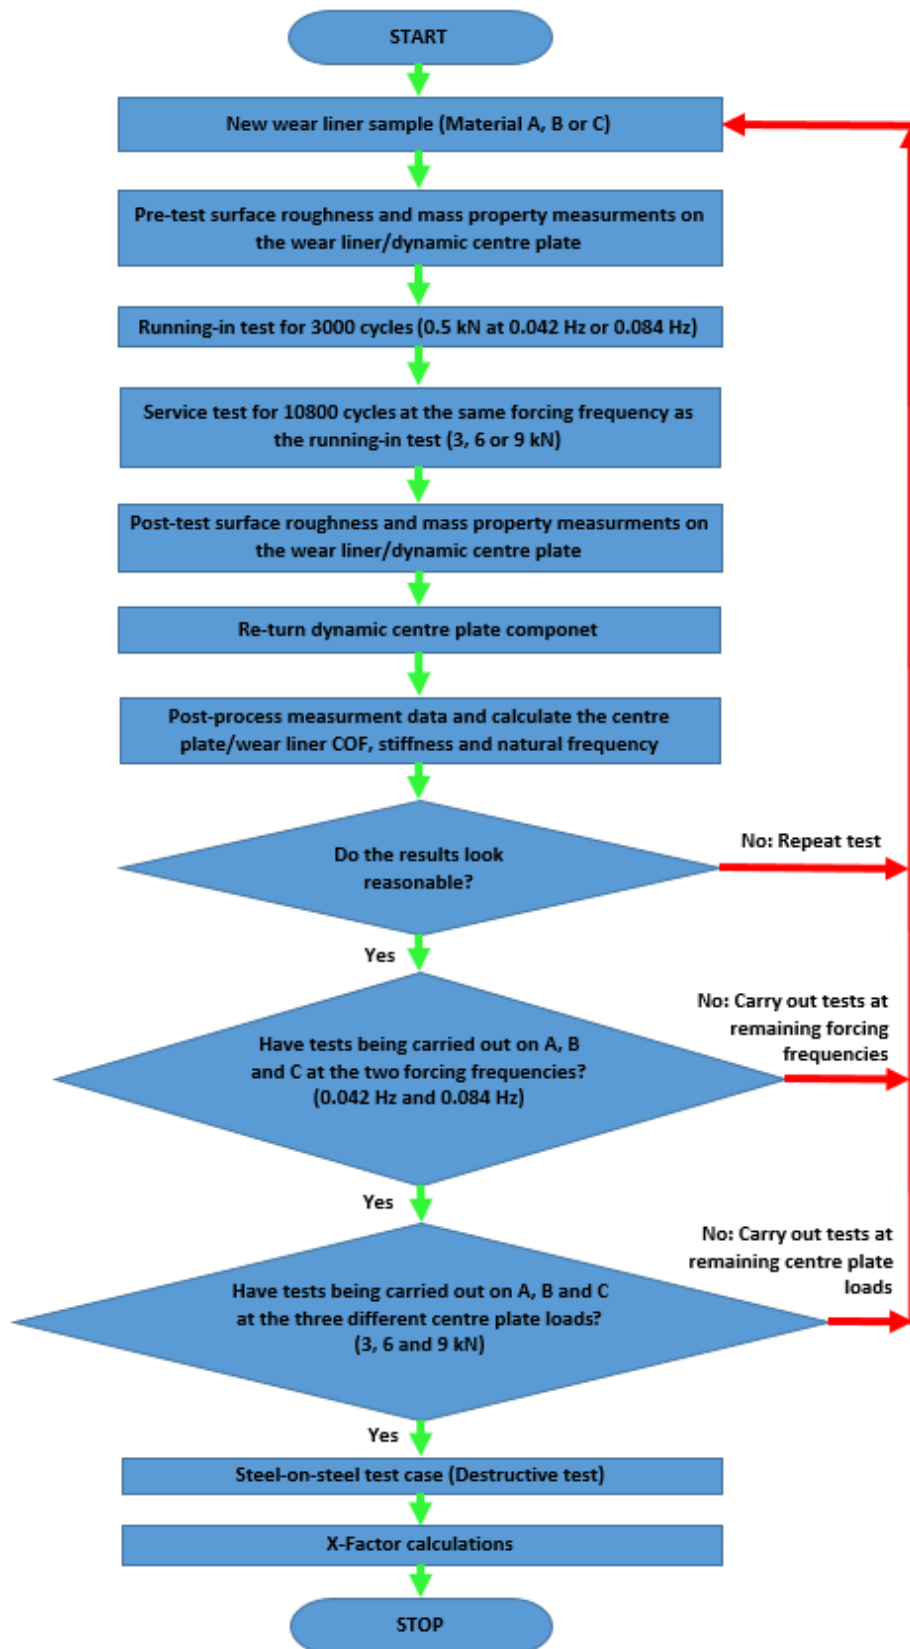 START
New wear liner sample (Material A, B or C)
Pre-test surface roughness and mass property measurments on
the wear liner/dynamic centre plate
Running-in test for 3000 cycles (0.5 kN at 0.042 Hz or 0.084 Hz)
Service test for 10800 cycles at the same forcing frequency as
the running-in test (3, 6 or 9 kN)
Post-test surface roughness and mass property measurments on
the wear liner/dynamic centre plate
Re-turn dynamic centre plate componet
Post-process measurment data and calculate the centre
plate/wear liner COF, stiffness and natural frequency
Do the results look
reasonable?
No: Repeat test
Yes
Have tests being carried out on A, B
and C at the two forcing frequencies?
(0.042 Hz and 0.084 Hz)
No: Carry out tests at
remaining forcing
frequencies
Yes
Have tests being carried out on A, B and C
at the three different centre plate loads?
(3, 6 and 9 kN)
No: Carry out tests at
remaining centre plate
loads
Yes
Steel-on-steel test case (Destructive test)
X-Factor calculations
STOP